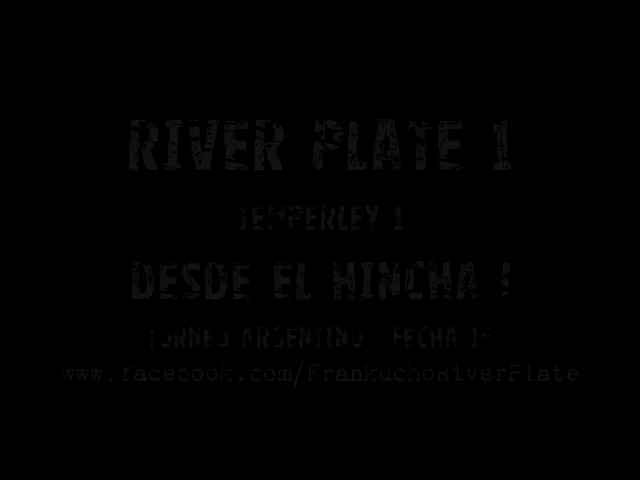 RIVER PLATE 1
TEMPERLEY 1
DESDE EL HINCHA !
TORNEO ARGENTINO - FECHA
www.facebook.com/FrankuchoRiverPlate